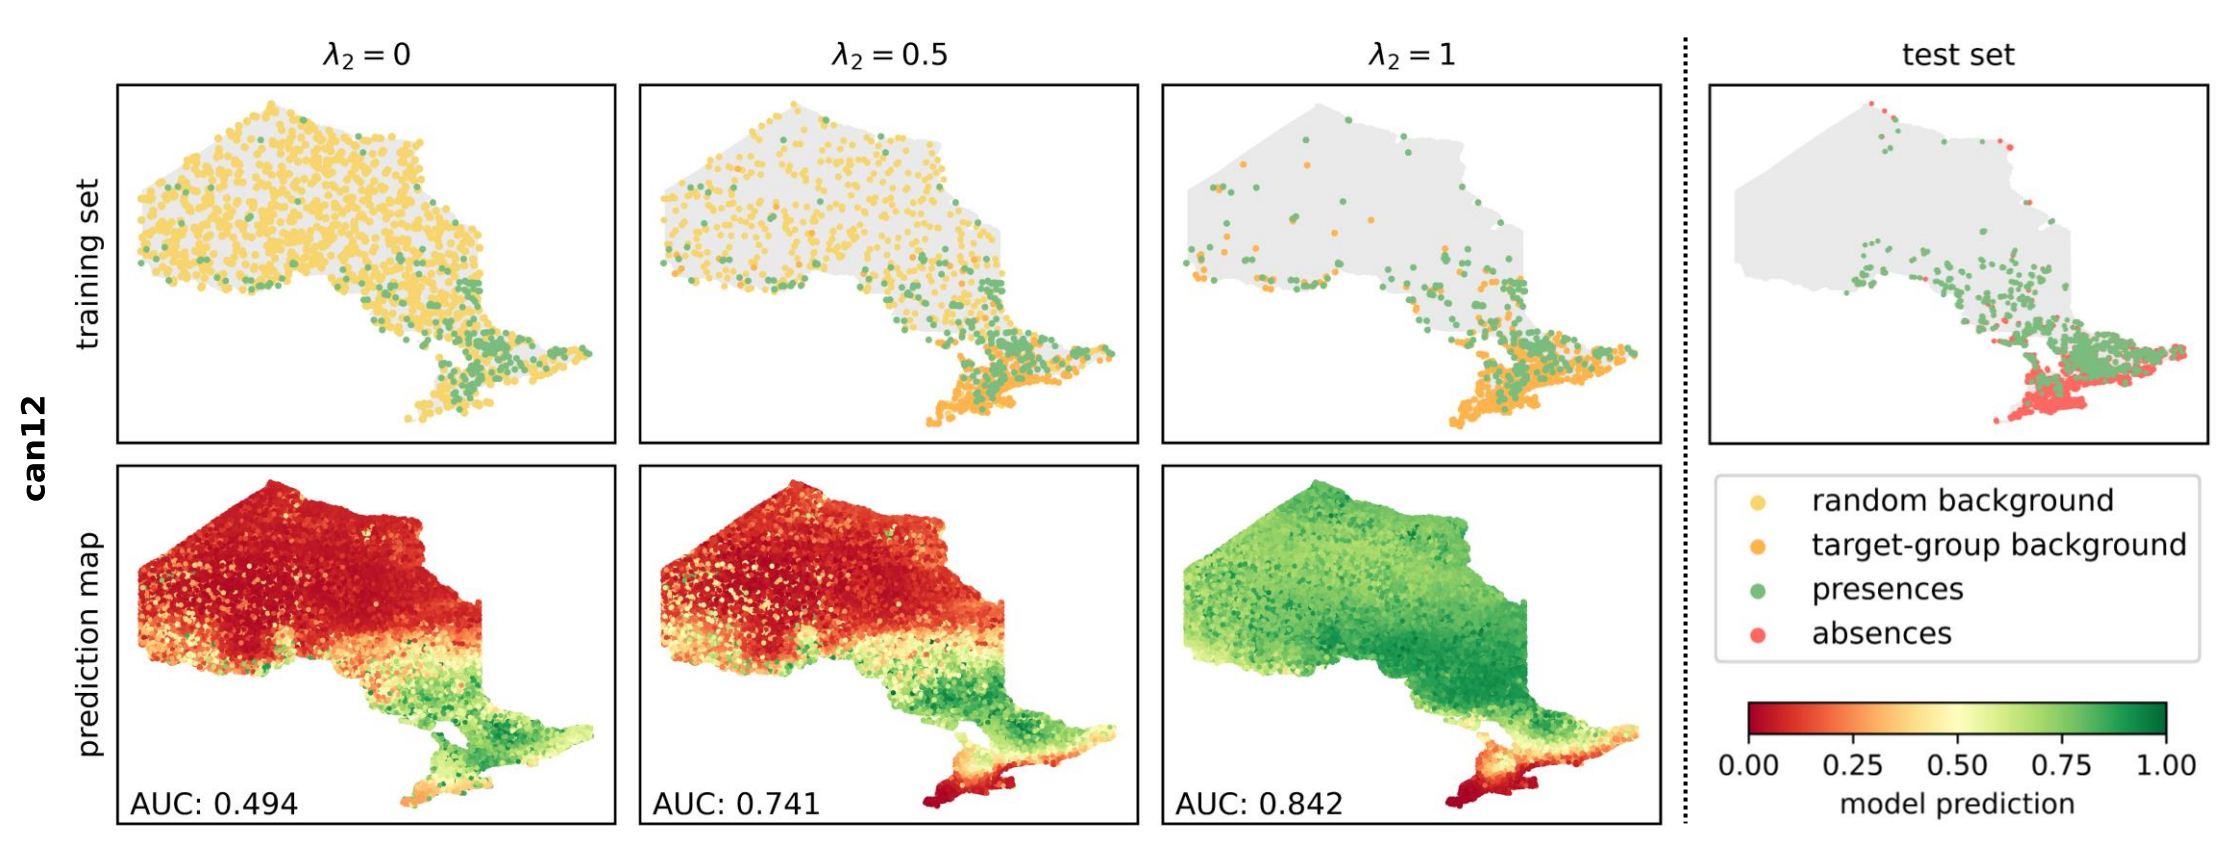 λ₂ = 0
λ₂ = 0.5
λ₂ = 1
test set
can12
training set
random background
target-group background
presences
absences
prediction map
AUC: 0.494
AUC: 0.741
AUC: 0.842
0.00 0.25 0.50 0.75 1.00
model prediction